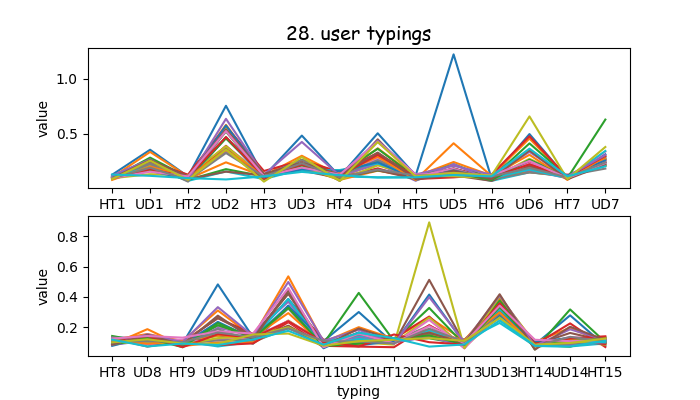 28. user typings
value
1.0
0.5
HT1 UD1 HT2 UD2 HT3 UD3 HT4 UD4 HT5 UD5 HT6 UD6 HT7 UD7
value
0.8
0.6
0.4
0.2
HT8 UD8 HT9 UD9 HT10 UD10 HT11 UD11 HT12 UD12 HT13 UD13 HT14 UD14 HT15
typing